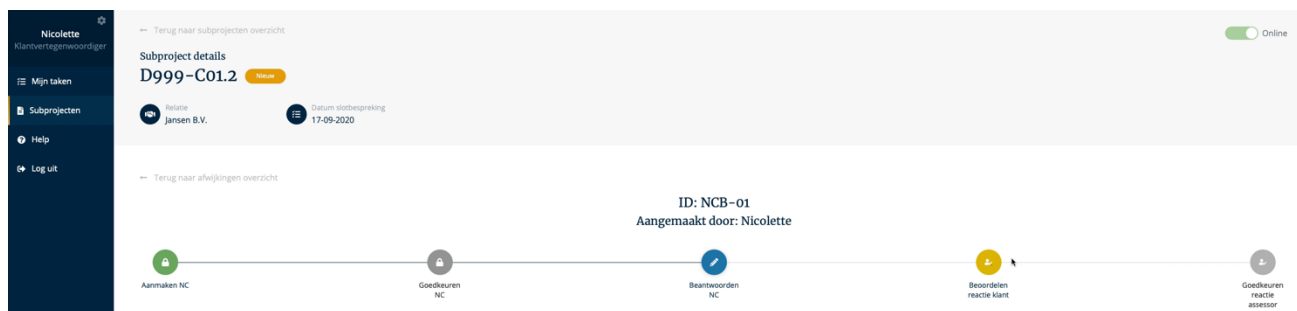 Nicolette
Klantvertegenwoordiger
Mijn taken
Subprojecten
Help
Log uit
← Terug naar subprojecten overzicht
Online
Subproject details
D999-C01.2 Nieuw
Relatie
Jansen B.V.
Datum slotbespreking
17-09-2020
← Terug naar afwijkingen overzicht
ID: NCB-01
Aangemaakt door: Nicolette
Aanmaken NC
Goedkeuren
NC
Beantwoorden
NC
Beoordelen
reactie klant
Goedkeuren
reactie
assessor